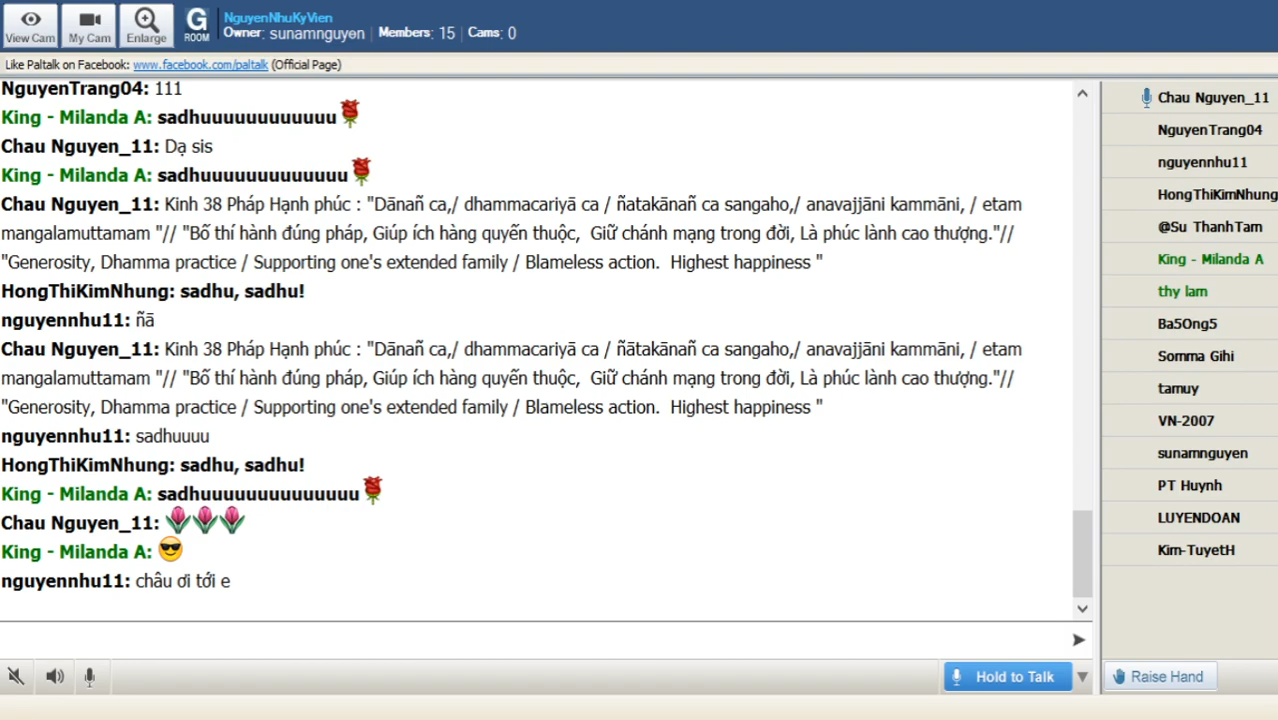 View Cam
My Cam
Enlarge
G
ROOM
NguyenNhuKyVien
Owner: sunamnguyen | Members: 15 | Cams: 0
Like Paltalk on Facebook: www.facebook.com/paltalk (Official Page)
NguyenTrang04: 111
King - Milanda A: sadhuuuuuuuuuuuu
Chau Nguyen_11: Dạ sis
King - Milanda A: sadhuuuuuuuuuuuuu
Chau Nguyen_11: Kinh 38 Pháp Hạnh phúc : "Dānañ ca,/ dhammacariyā ca / ñatakānañ ca sangaho,/ anavajjāni kammāni, / etam
mangalamuttamam "// "Bố thí hành đúng pháp, Giúp ích hàng quyến thuộc,  Giữ chánh mạng trong đời, Là phúc lành cao thượng."//
"Generosity, Dhamma practice / Supporting one's extended family / Blameless action.  Highest happiness "
HongThiKimNhung: sadhu, sadhu!
nguyennhu11: ñā
Chau Nguyen_11: Kinh 38 Pháp Hạnh phúc : "Dānañ ca,/ dhammacariyā ca / ñātakānañ ca sangaho,/ anavajjāni kammāni, / etam
mangalamuttamam "// "Bố thí hành đúng pháp, Giúp ích hàng quyến thuộc,  Giữ chánh mạng trong đời, Là phúc lành cao thượng."//
"Generosity, Dhamma practice / Supporting one's extended family / Blameless action.  Highest happiness "
nguyennhu11: sadhuuuu
HongThiKimNhung: sadhu, sadhu!
King - Milanda A: sadhuuuuuuuuuuuuuu
Chau Nguyen_11:
King - Milanda A:
nguyennhu11: châu ơi tới e
Hold to Talk
Chau Nguyen_11
NguyenTrang04
nguyennhu11
HongThiKimNhung
@Su ThanhTam
King - Milanda A
thy lam
Ba5Ong5
Somma Gihi
tamuy
VN-2007
sunamnguyen
PT Huynh
LUYENDOAN
Kim-TuyetH
Raise Hand